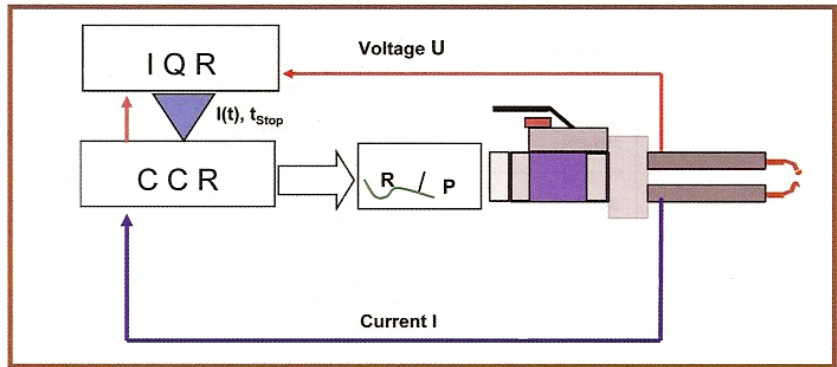 Voltage U
I Q R
I(t), tStop
C C R
R
P
Current I